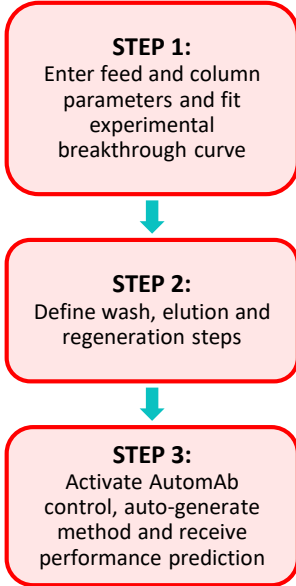 STEP 1:
Enter feed and column
parameters and fit
experimental
breakthrough curve
STEP 2:
Define wash, elution and
regeneration steps
STEP 3:
Activate AutomAb
control, auto-generate
method and receive
performance prediction